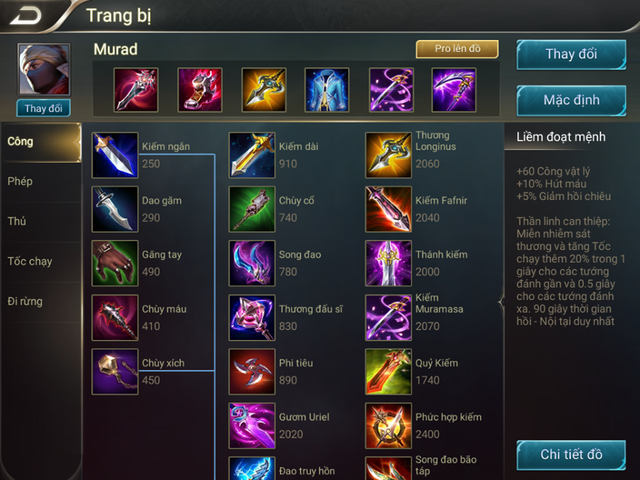 Trang bị
Murad
Pro lên đồ
Thay đổi
Thay đổi
Mặc định
Công
Phép
Thủ
Tốc chạy
Đi rừng
Kiếm ngắn
250
Dao găm
290
Găng tay
490
Chùy máu
410
Chùy xích
450
Kiếm dài
910
Chùy cổ
740
Song đao
780
Thương đấu sĩ
830
Phi tiêu
890
Gươm Uriel
2020
Đao truy hồn
Thương
Longinus
2060
Kiếm Fafnir
2040
Thánh kiếm
2000
Kiếm
Muramasa
2070
Quỷ Kiếm
1740
Phức hợp kiếm
2400
Song đao bão
táp
Liềm đoạt mệnh
+60 Công vật lý
+10% Hút máu
+5% Giảm hồi chiêu
Thần linh can thiệp:
Miễn nhiễm sát
thương và tăng Tốc
chạy thêm 20% trong 1
giây cho các tướng
đánh gần và 0.5 giây
cho các tướng đánh
xa. 90 giây thời gian
hồi - Nội tại duy nhất
Chi tiết đồ